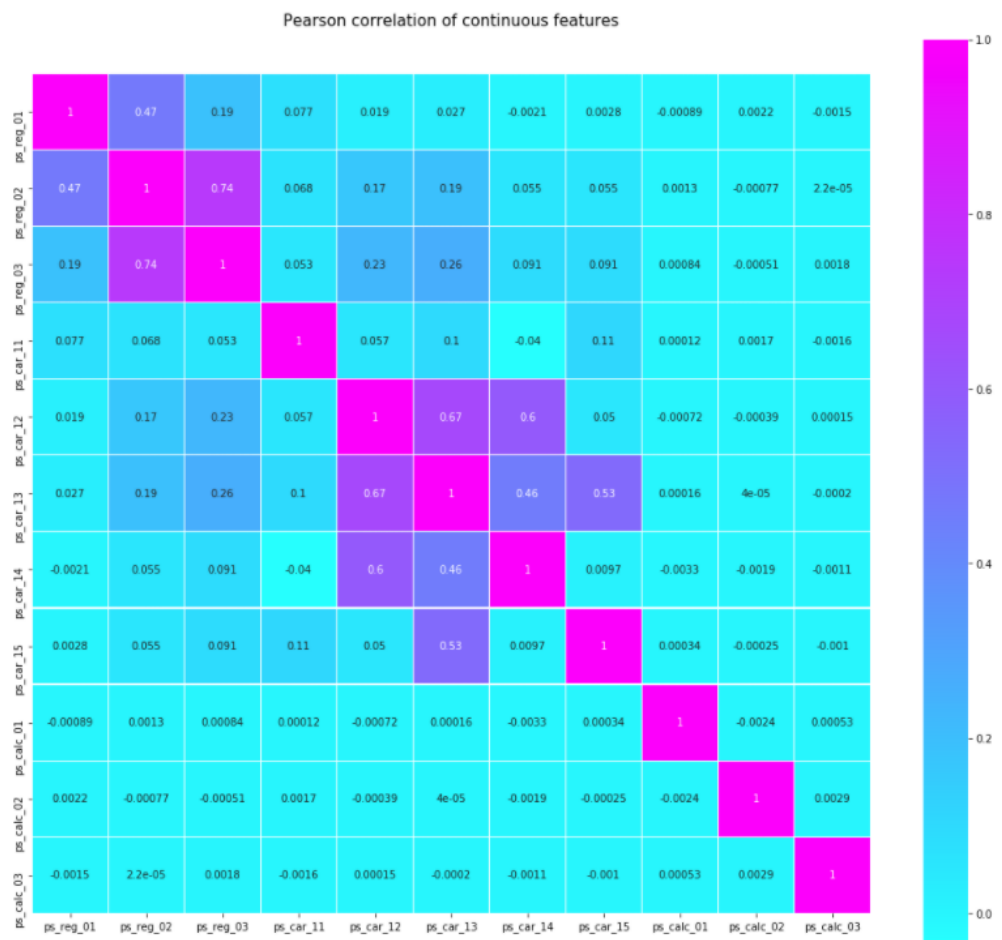 Pearson correlation of continuous features
ps_reg_01 1 0.47 0.19 0.077 0.019 0.027 -0.0021 0.0028 -0.00089 0.0022 -0.0015
ps_reg_02 0.47 1 0.74 0.068 0.17 0.19 0.055 0.055 0.0013 -0.00077 2.2e-05
ps_reg_03 0.19 0.74 1 0.053 0.23 0.26 0.091 0.091 0.00084 -0.00051 0.0018
ps_car_11 0.077 0.068 0.053 1 0.057 0.1 -0.04 0.11 0.00012 0.0017 -0.0016
ps_car_12 0.019 0.17 0.23 0.057 1 0.67 0.6 0.05 -0.00072 -0.00039 0.00015
ps_car_13 0.027 0.19 0.26 0.1 0.67 1 0.46 0.53 0.00016 4e-05 -0.0002
ps_car_14 -0.0021 0.055 0.091 -0.04 0.6 0.46 1 0.0097 -0.0033 -0.0019 -0.0011
ps_car_15 0.0028 0.055 0.091 0.11 0.05 0.53 0.0097 1 0.00034 -0.00025 -0.001
ps_calc_01 -0.00089 0.0013 0.00084 0.00012 -0.00072 0.00016 -0.0033 0.00034 1 -0.0024 0.00053
ps_calc_02 0.0022 -0.00077 -0.00051 0.0017 -0.00039 4e-05 -0.0019 -0.00025 -0.0024 1 0.0029
ps_calc_03 -0.0015 2.2e-05 0.0018 -0.0016 0.00015 -0.0002 -0.0011 -0.001 0.00053 0.0029 1
ps_reg_01 ps_reg_02 ps_reg_03 ps_car_11 ps_car_12 ps_car_13 ps_car_14 ps_car_15 ps_calc_01 ps_calc_02 ps_calc_03
1.0
0.8
0.6
0.4
0.2
0.0